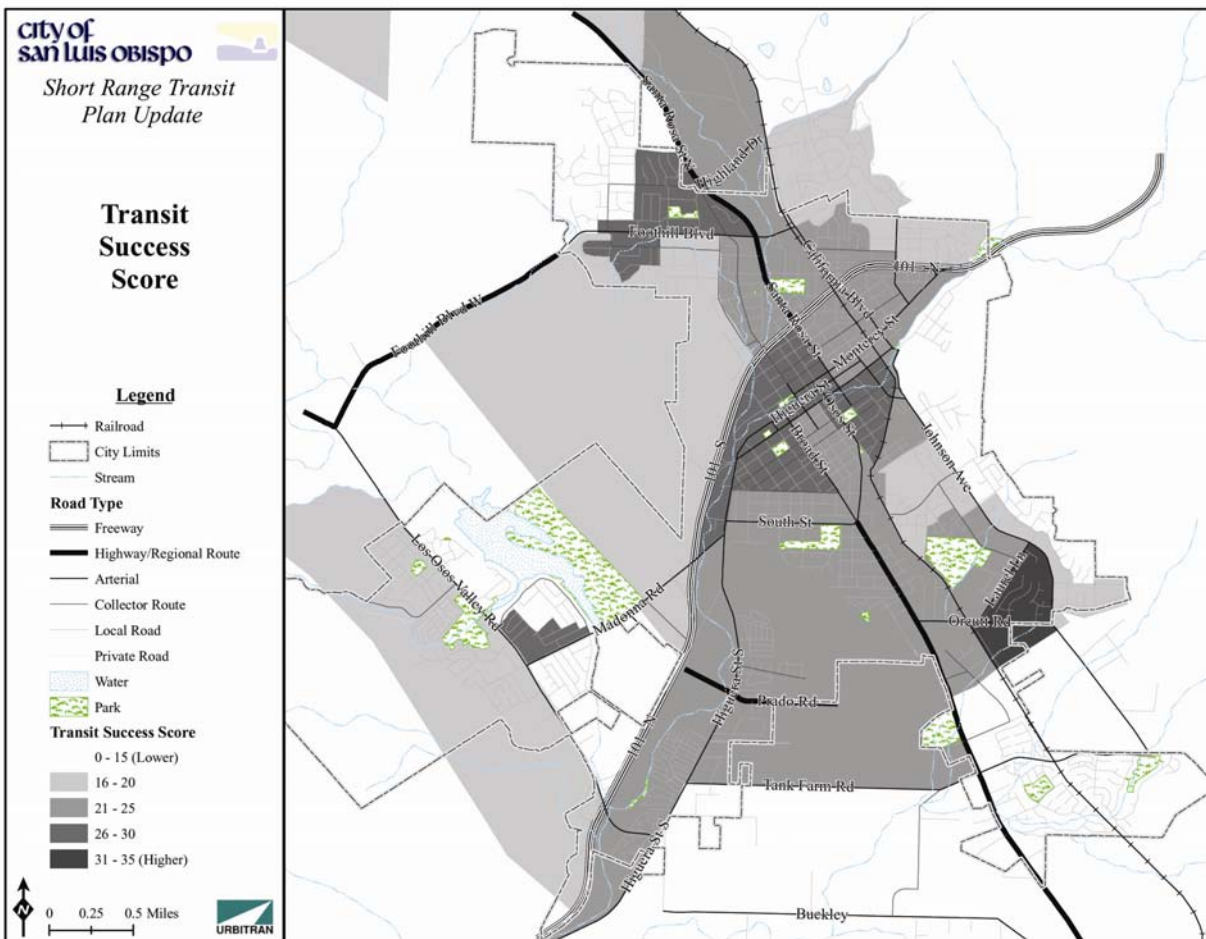 CITY OF
SAN LUIS OBISPO
Short Range Transit
Plan Update
Transit
Success
Score
Legend
Railroad
City Limits
Stream
Road Type
Freeway
Highway/Regional Route
Arterial
Collector Route
Local Road
Private Road
Water
Park
Transit Success Score
0 - 15 (Lower)
16 - 20
21 - 25
26 - 30
31 - 35 (Higher)
N
0 0.25 0.5 Miles
URBITRAN
Santa Rosa St N
Highland Dr
Foothill Blvd
California Blvd
101 N
Foothill Blvd W
Santa Rosa St
Monterey St
Higuera St
Osos St
Broad St
Johnson Ave
101 S
South St
Los Osos Valley Rd
Madonna Rd
Laurel Ln
Orcutt Rd
Higuera St S
Prado Rd
101 N
Tank Farm Rd
Higuera St S
Buckley